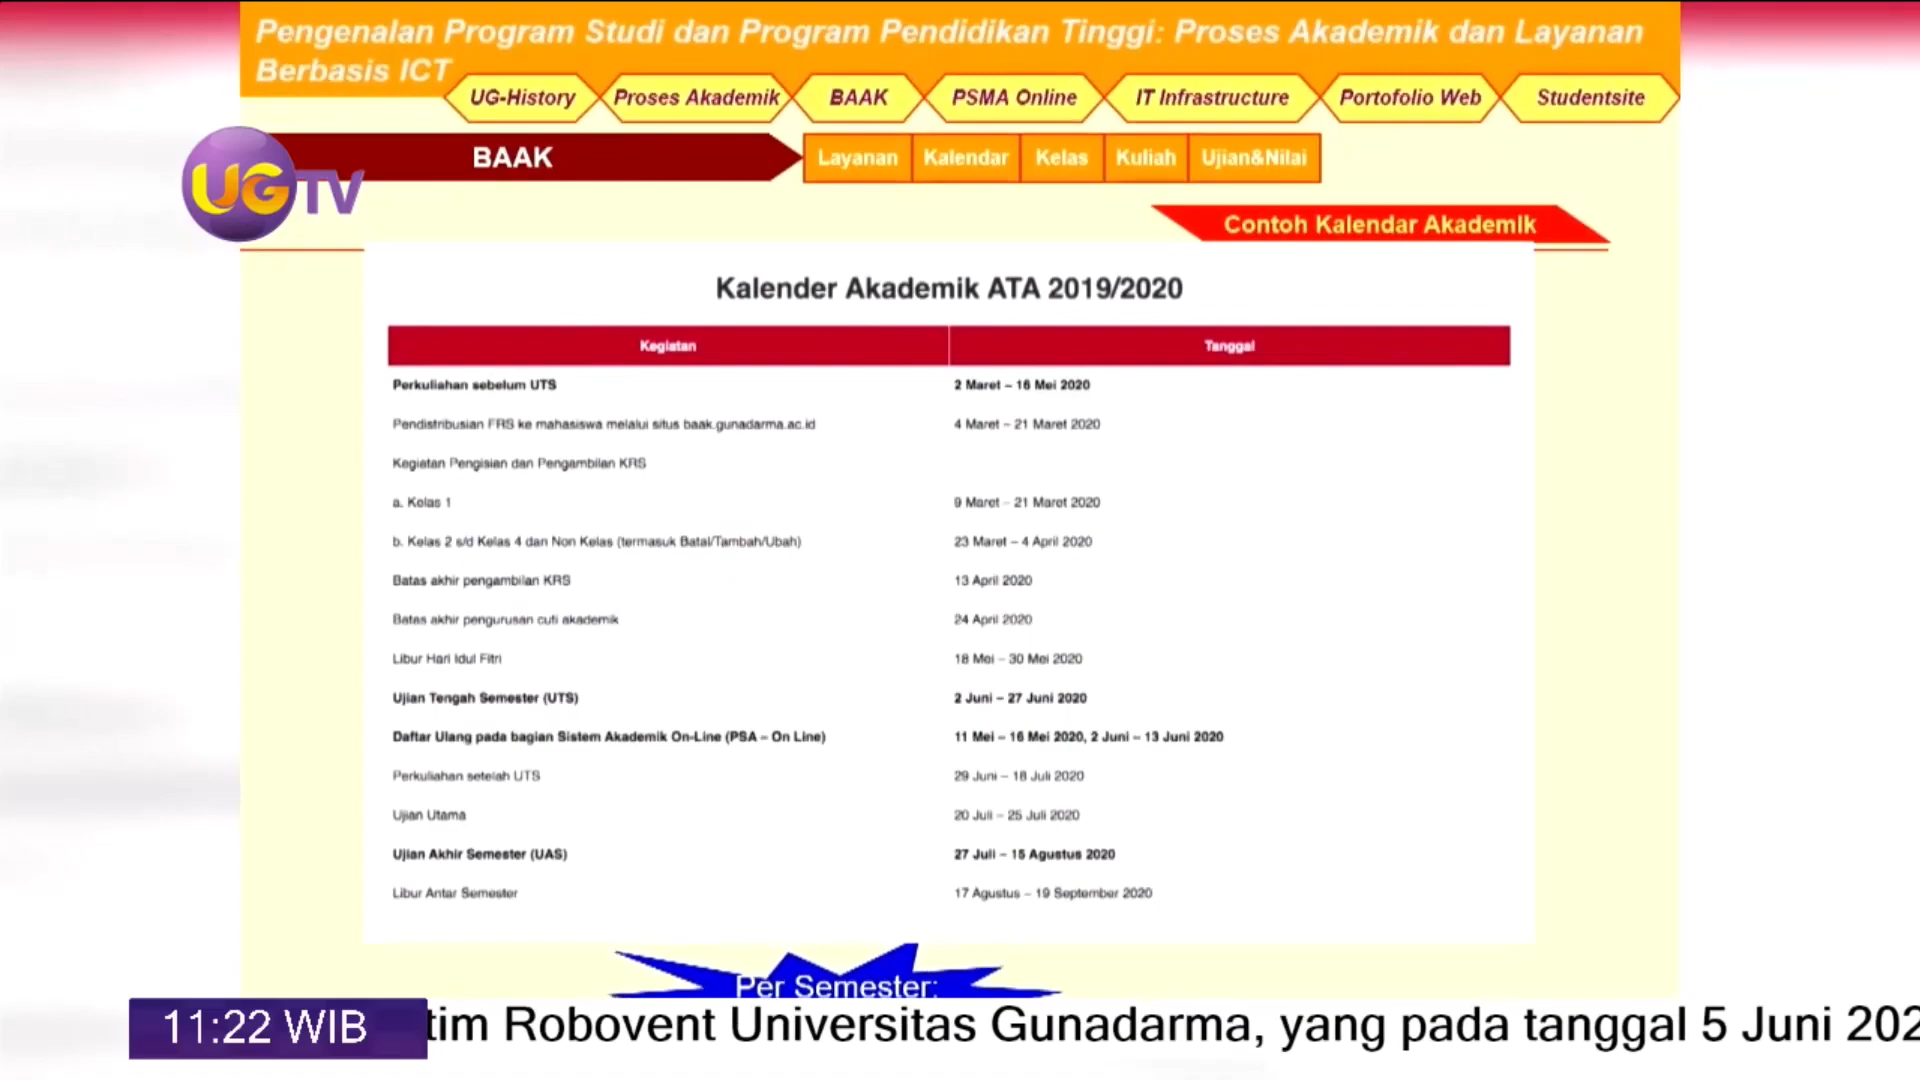 Pengenalan Program Studi dan Program Pendidikan Tinggi: Proses Akademik dan Layanan
Berbasis ICT
UG-History Proses Akademik BAAK PSMA Online IT Infrastructure Portofolio Web Studentsite
BAAK Layanan Kalendar Kelas Kuliah Ujian&Nilai
UGTV
Contoh Kalendar Akademik
Kalender Akademik ATA 2019/2020
Kegiatan Tanggal
Perkuliahan sebelum UTS 2 Maret – 16 Mei 2020
Pendistribusian FRS ke mahasiswa melalui situs baak.gunadarma.ac.id 4 Maret – 21 Maret 2020
Kegiatan Pengisian dan Pengambilan KRS
a. Kelas 1 9 Maret – 21 Maret 2020
b. Kelas 2 s/d Kelas 4 dan Non Kelas (termasuk Batal/Tambah/Ubah) 23 Maret – 4 April 2020
Batas akhir pengambilan KRS 13 April 2020
Batas akhir pengurusan cuti akademik 24 April 2020
Libur Hari Idul Fitri 18 Mei – 30 Mei 2020
Ujian Tengah Semester (UTS) 2 Juni – 27 Juni 2020
Daftar Ulang pada bagian Sistem Akademik On-Line (PSA – On Line) 11 Mei – 16 Mei 2020, 2 Juni – 13 Juni 2020
Perkuliahan setelah UTS 29 Juni – 18 Juli 2020
Ujian Utama 20 Juli – 25 Juli 2020
Ujian Akhir Semester (UAS) 27 Juli – 15 Agustus 2020
Libur Antar Semester 17 Agustus – 19 September 2020
Per Semester:
11:22 WIB tim Robovent Universitas Gunadarma, yang pada tanggal 5 Juni 202